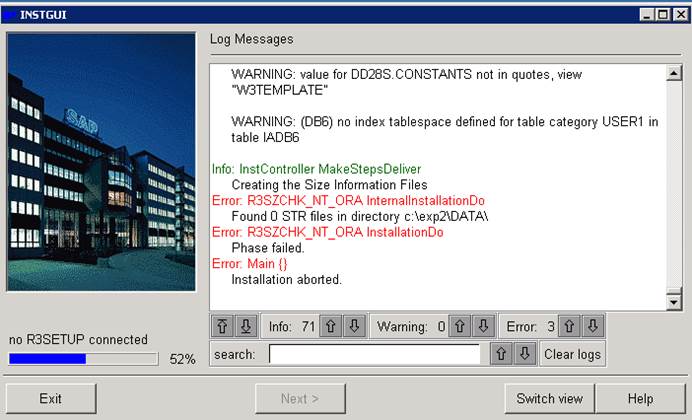 INSTGUI
Log Messages
SAP
WARNING: value for DD28S.CONSTANTS not in quotes, view
"W3TEMPLATE"
WARNING: (DB6) no index tablespace defined for table category USER1 in
table IADB6
Info: InstController MakeStepsDeliver
Creating the Size Information Files
Error: R3SZCHK_NT_ORA InternalInstallationDo
Found 0 STR files in directory c:\exp2\DATA\
Error: R3SZCHK_NT_ORA InstallationDo
Phase failed.
Error: Main {}
Installation aborted.
Info: 71 Warning: 0 Error: 3
no R3SETUP connected
52%
search: Clear logs
Exit Next > Switch view Help